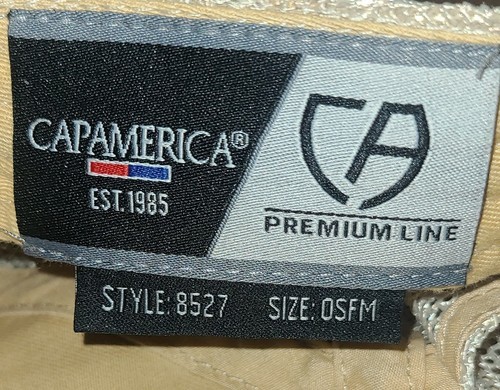 CAPAMERICA®
EST. 1985
CA
PREMIUM LINE
STYLE: 8527 SIZE: OSFM